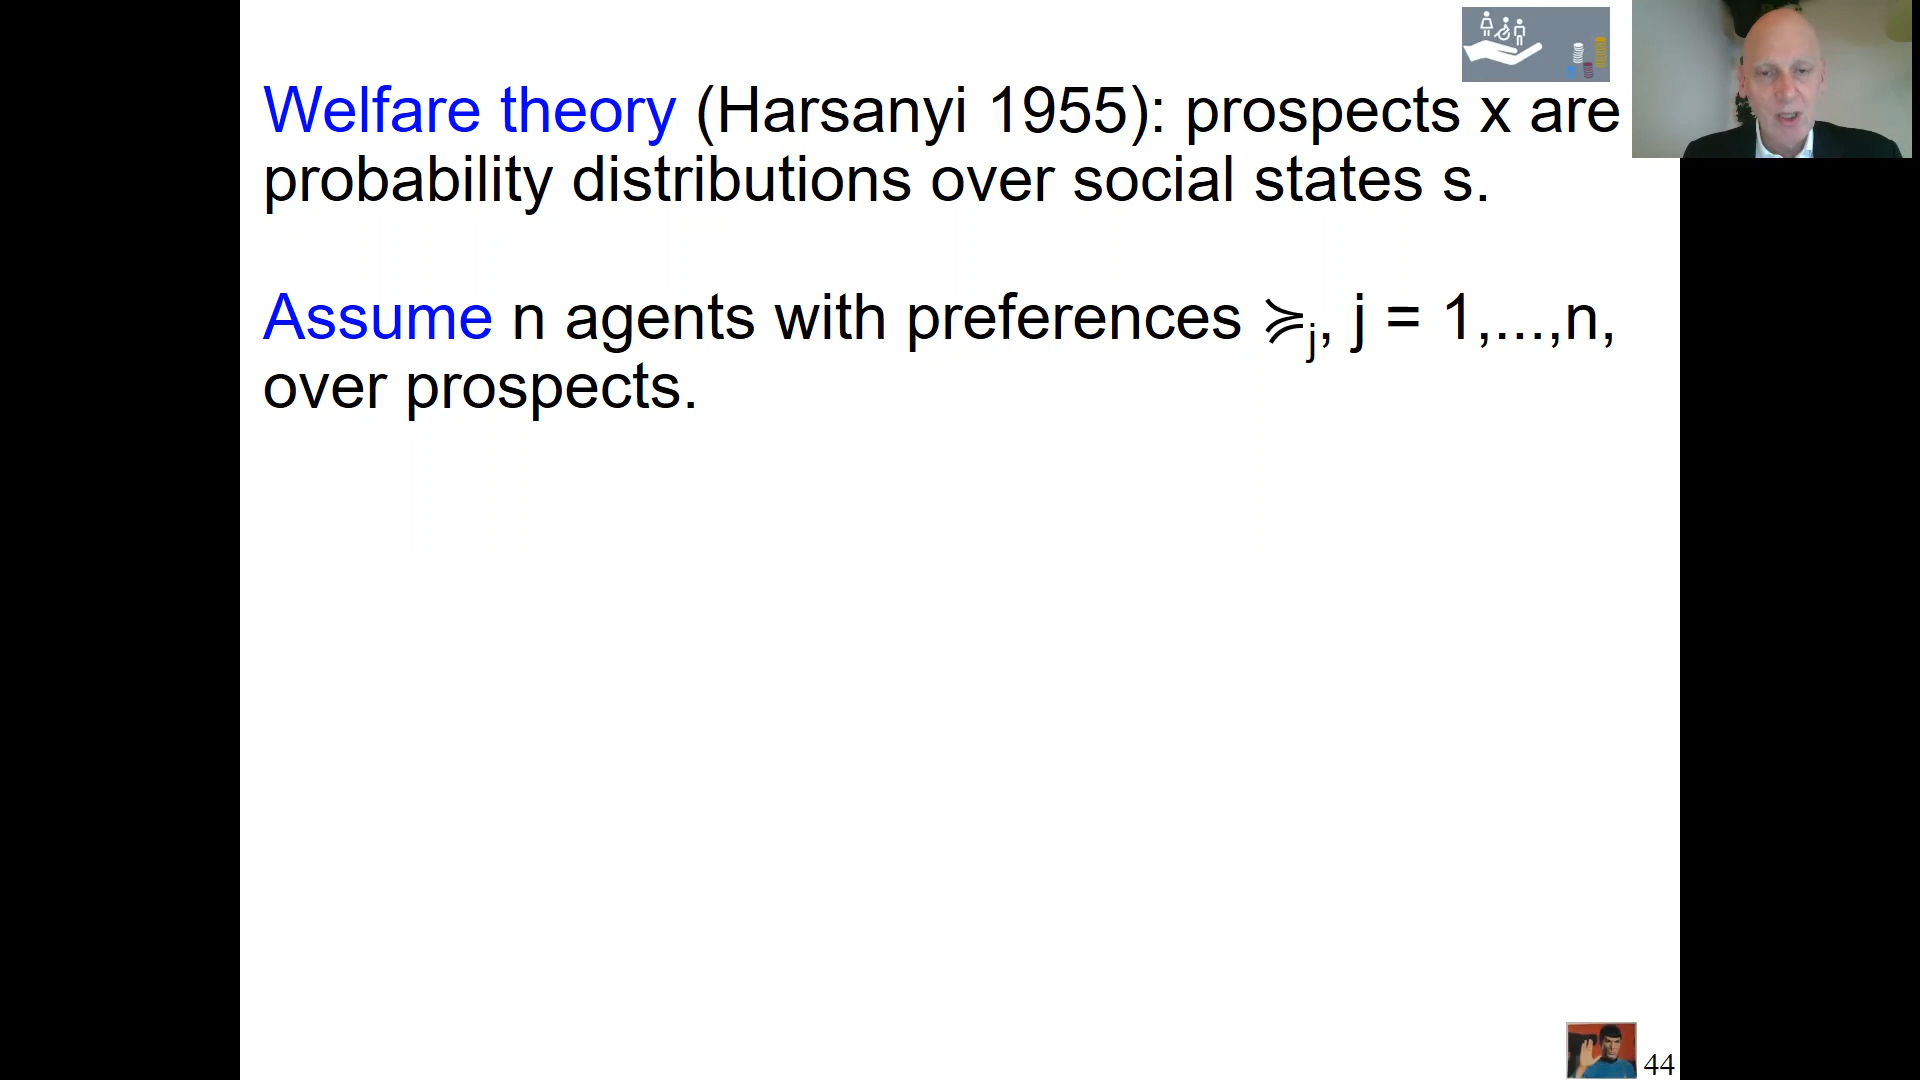 Welfare theory (Harsanyi 1955): prospects x are
probability distributions over social states s.
Assume n agents with preferences ≽j, j = 1,...,n,
over prospects.
44